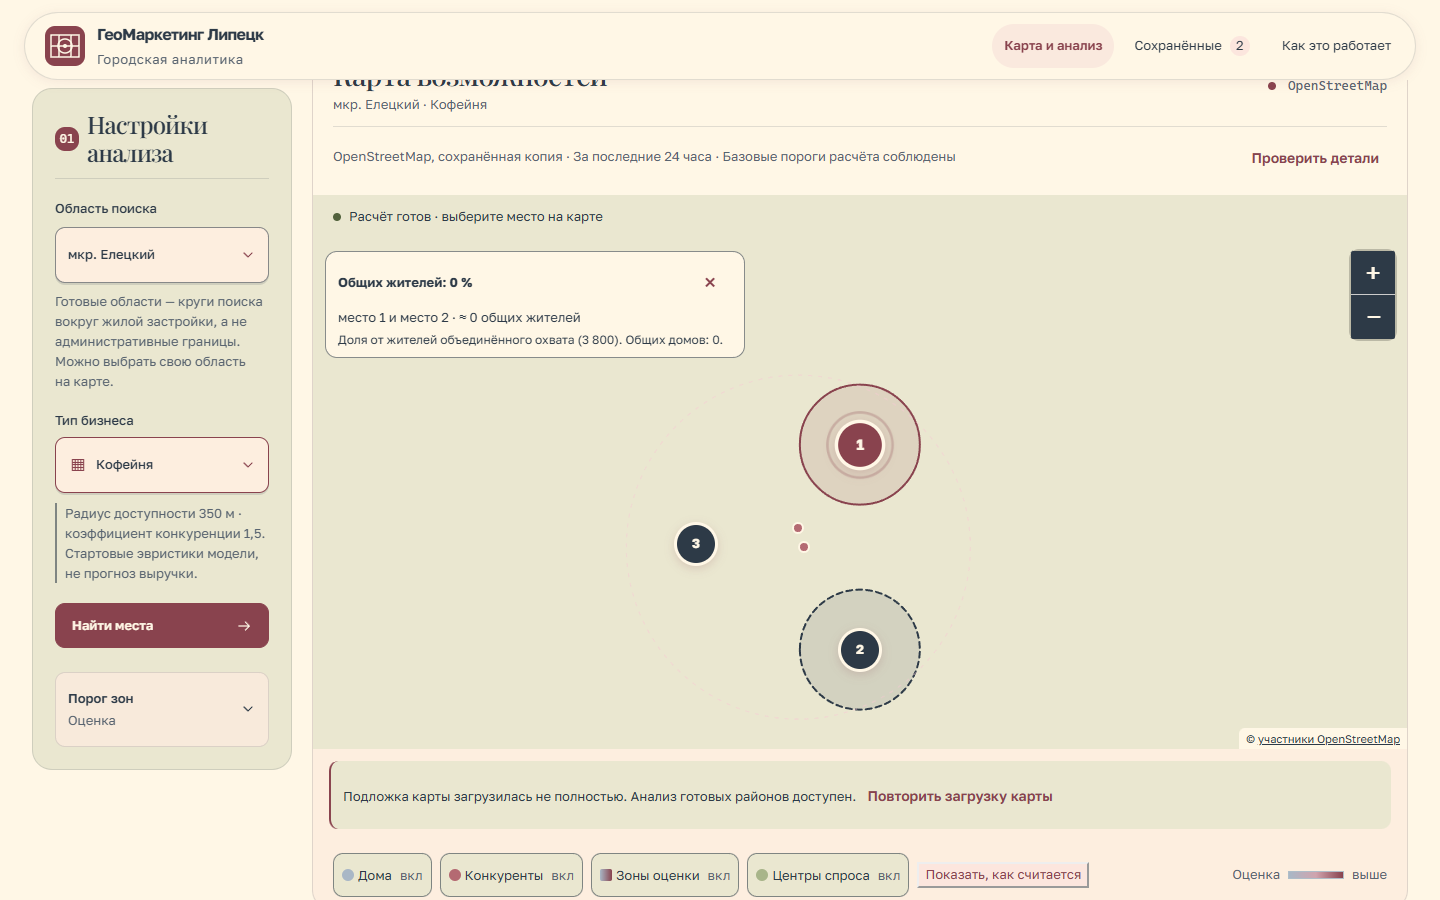 ГеоМаркетинг Липецк
Городская аналитика
Карта и анализ
Сохранённые 2
Как это работает
01
Настройки
анализа
Область поиска
мкр. Елецкий
Готовые области — круги поиска
вокруг жилой застройки, а не
административные границы.
Можно выбрать свою область
на карте.
Тип бизнеса
Кофейня
Радиус доступности 350 м ·
коэффициент конкуренции 1,5.
Стартовые эвристики модели,
не прогноз выручки.
Найти места →
Порог зон
Оценка
Карта возможностей
мкр. Елецкий · Кофейня
OpenStreetMap
OpenStreetMap, сохранённая копия · За последние 24 часа · Базовые пороги расчёта соблюдены
Проверить детали
Расчёт готов · выберите место на карте
Общих жителей: 0 %
×
место 1 и место 2 · ≈ 0 общих жителей
Доля от жителей объединённого охвата (3 800). Общих домов: 0.
+
−
1
3
2
© участники OpenStreetMap
Подложка карты загрузилась не полностью. Анализ готовых районов доступен. Повторить загрузку карты
Дома вкл
Конкуренты вкл
Зоны оценки вкл
Центры спроса вкл
Показать, как считается
Оценка выше